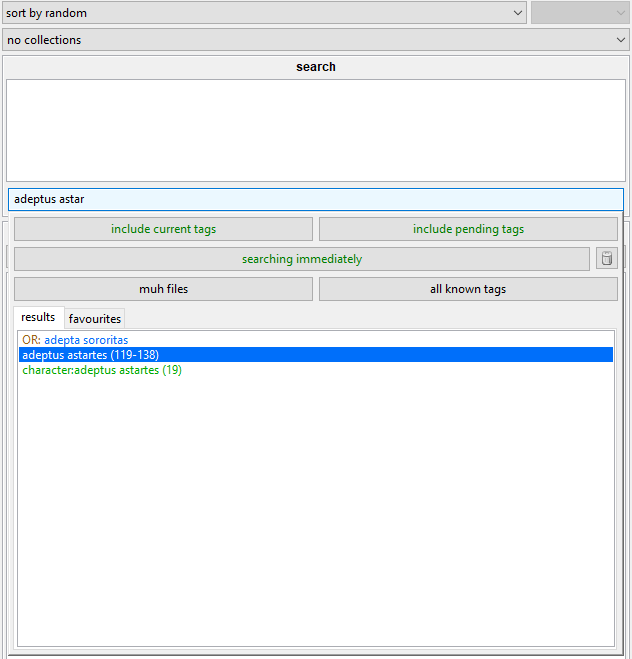 sort by random
no collections
search
adeptus astar
include current tags
include pending tags
searching immediately
muh files
all known tags
results
favourites
OR: adepta sororitas
adeptus astartes (119-138)
character:adeptus astartes (19)